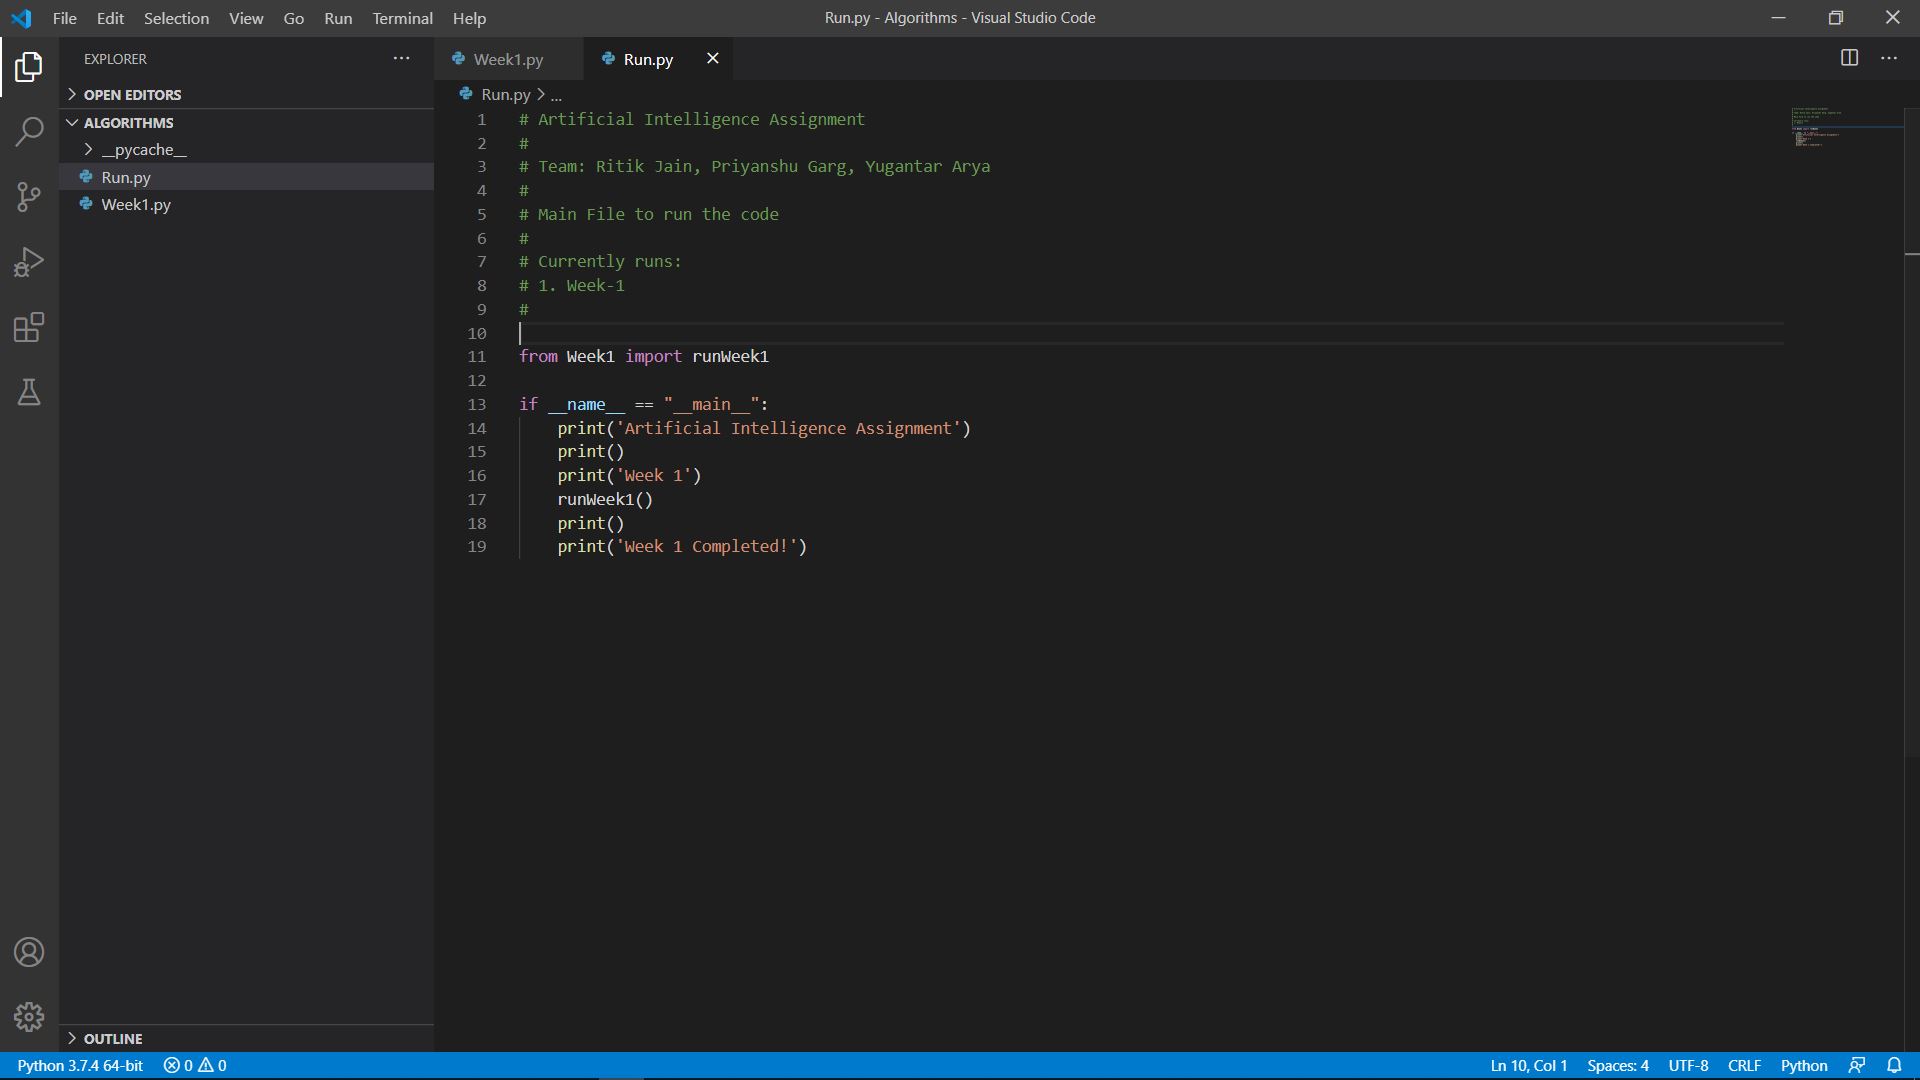 File Edit Selection View Go Run Terminal Help
Run.py - Algorithms - Visual Studio Code
EXPLORER
OPEN EDITORS
ALGORITHMS
__pycache__
Run.py
Week1.py
Week1.py
Run.py
Run.py > ...
1 # Artificial Intelligence Assignment
2 #
3 # Team: Ritik Jain, Priyanshu Garg, Yugantar Arya
4 #
5 # Main File to run the code
6 #
7 # Currently runs:
8 # 1. Week-1
9 #
10
11 from Week1 import runWeek1
12
13 if __name__ == "__main__":
14     print('Artificial Intelligence Assignment')
15     print()
16     print('Week 1')
17     runWeek1()
18     print()
19     print('Week 1 Completed!')
OUTLINE
Python 3.7.4 64-bit 0 0 Ln 10, Col 1 Spaces: 4 UTF-8 CRLF Python